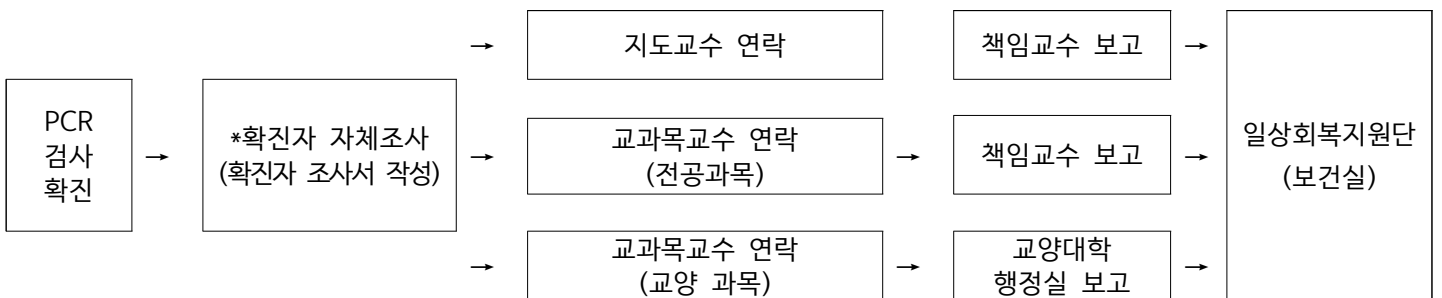 PCR
검사
확진
→
*확진자 자체조사
(확진자 조사서 작성)
→
지도교수 연락
책임교수 보고
→
→
교과목교수 연락
(전공과목)
→
책임교수 보고
→
→
교과목교수 연락
(교양 과목)
→
교양대학
행정실 보고
→
일상회복지원단
(보건실)